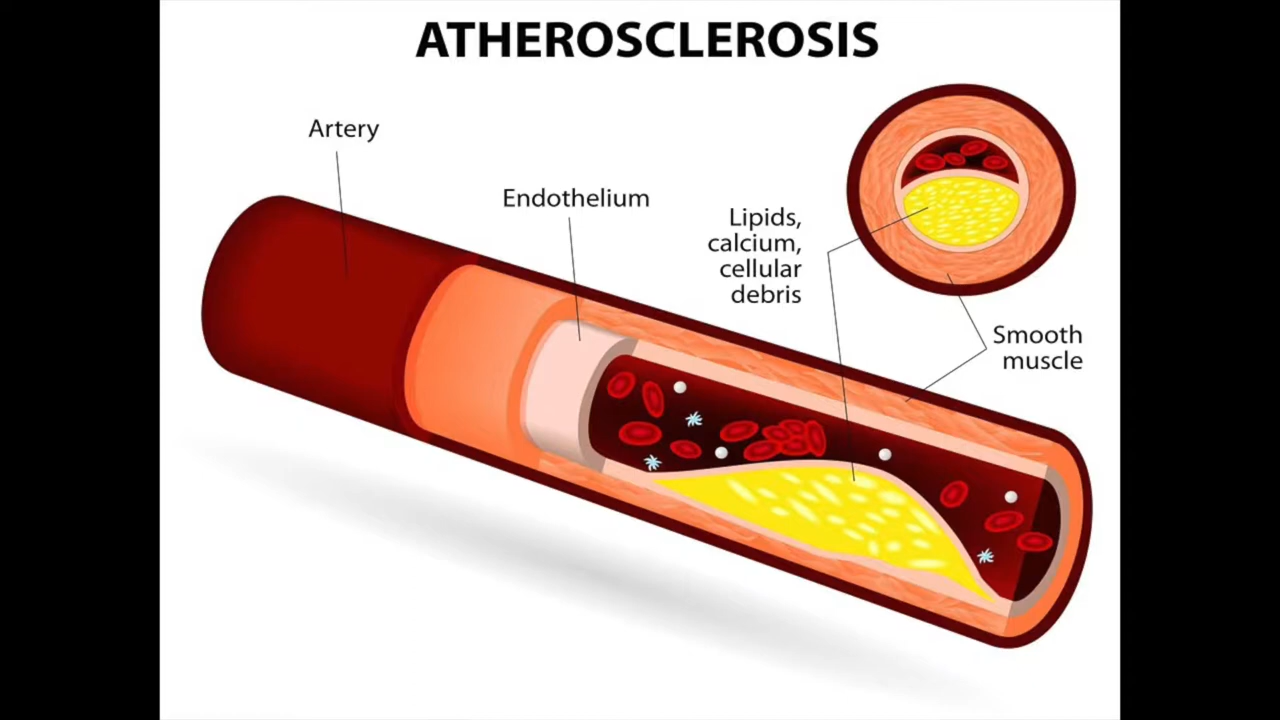 ATHEROSCLEROSIS
Artery
Endothelium
Lipids,
calcium,
cellular
debris
Smooth
muscle